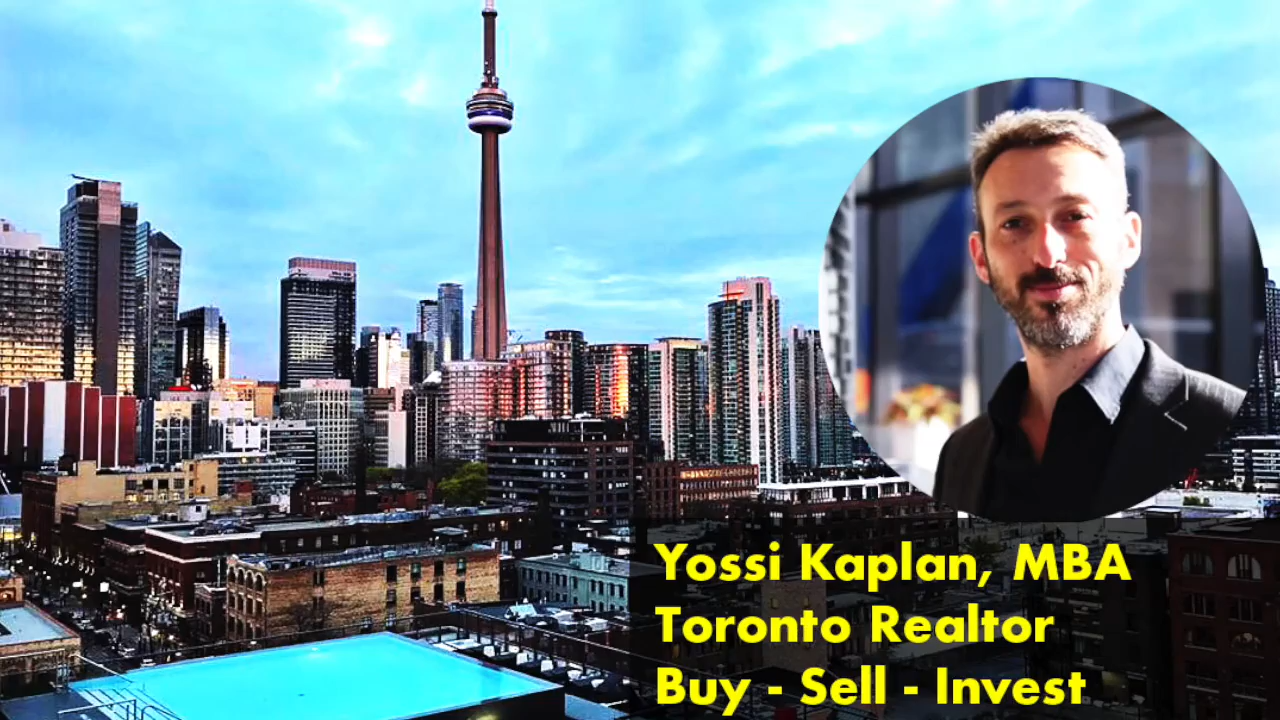 Yossi Kaplan, MBA
Toronto Realtor
Buy - Sell - Invest